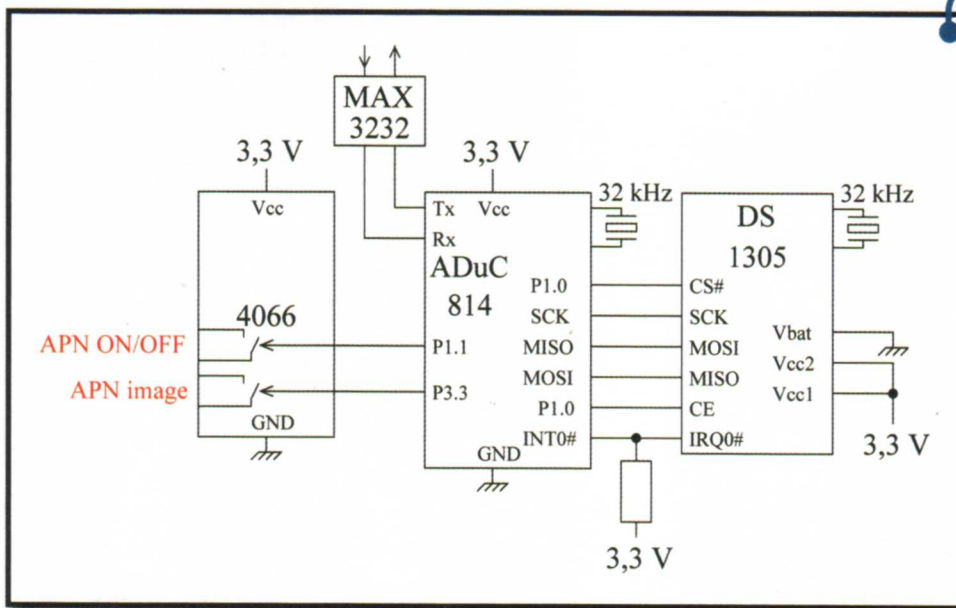 MAX
3232
3,3 V
3,3 V
32 kHz
32 kHz
Vcc
Tx
Vcc
Rx
DS
1305
ADuC
814
P1.0
CS#
SCK
SCK
4066
Vbat
APN ON/OFF
P1.1
MISO
MOSI
Vcc2
APN image
P3.3
MOSI
MISO
Vcc1
P1.0
CE
GND
GND
INT0#
IRQ0#
3,3 V
3,3 V